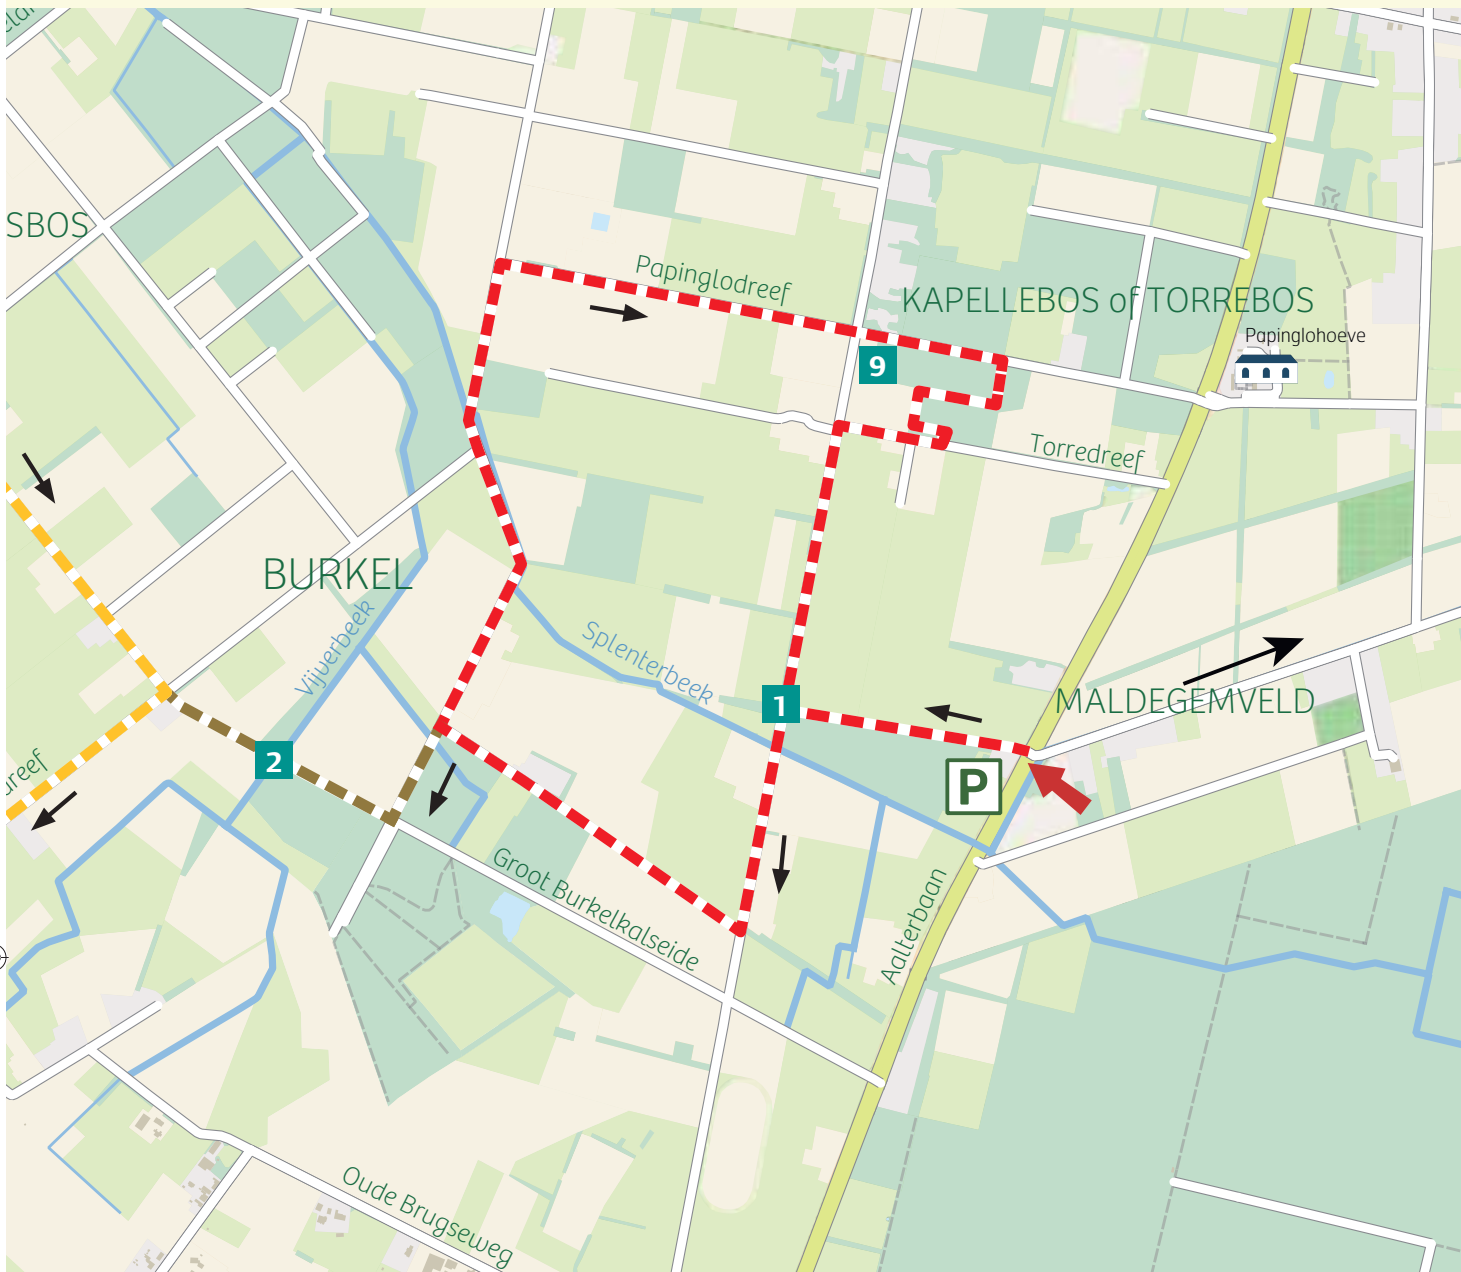 SBOS
Papinglodreef
KAPELLEBOS of TORREBOS
Papinglohoeve
9
Torredreef
BURKEL
Vijverbeek
Splenterbeek
1
MALDEGEMVELD
2
P
Groot Burkelkalseide
Aalterbaan
Oude Brugseweg